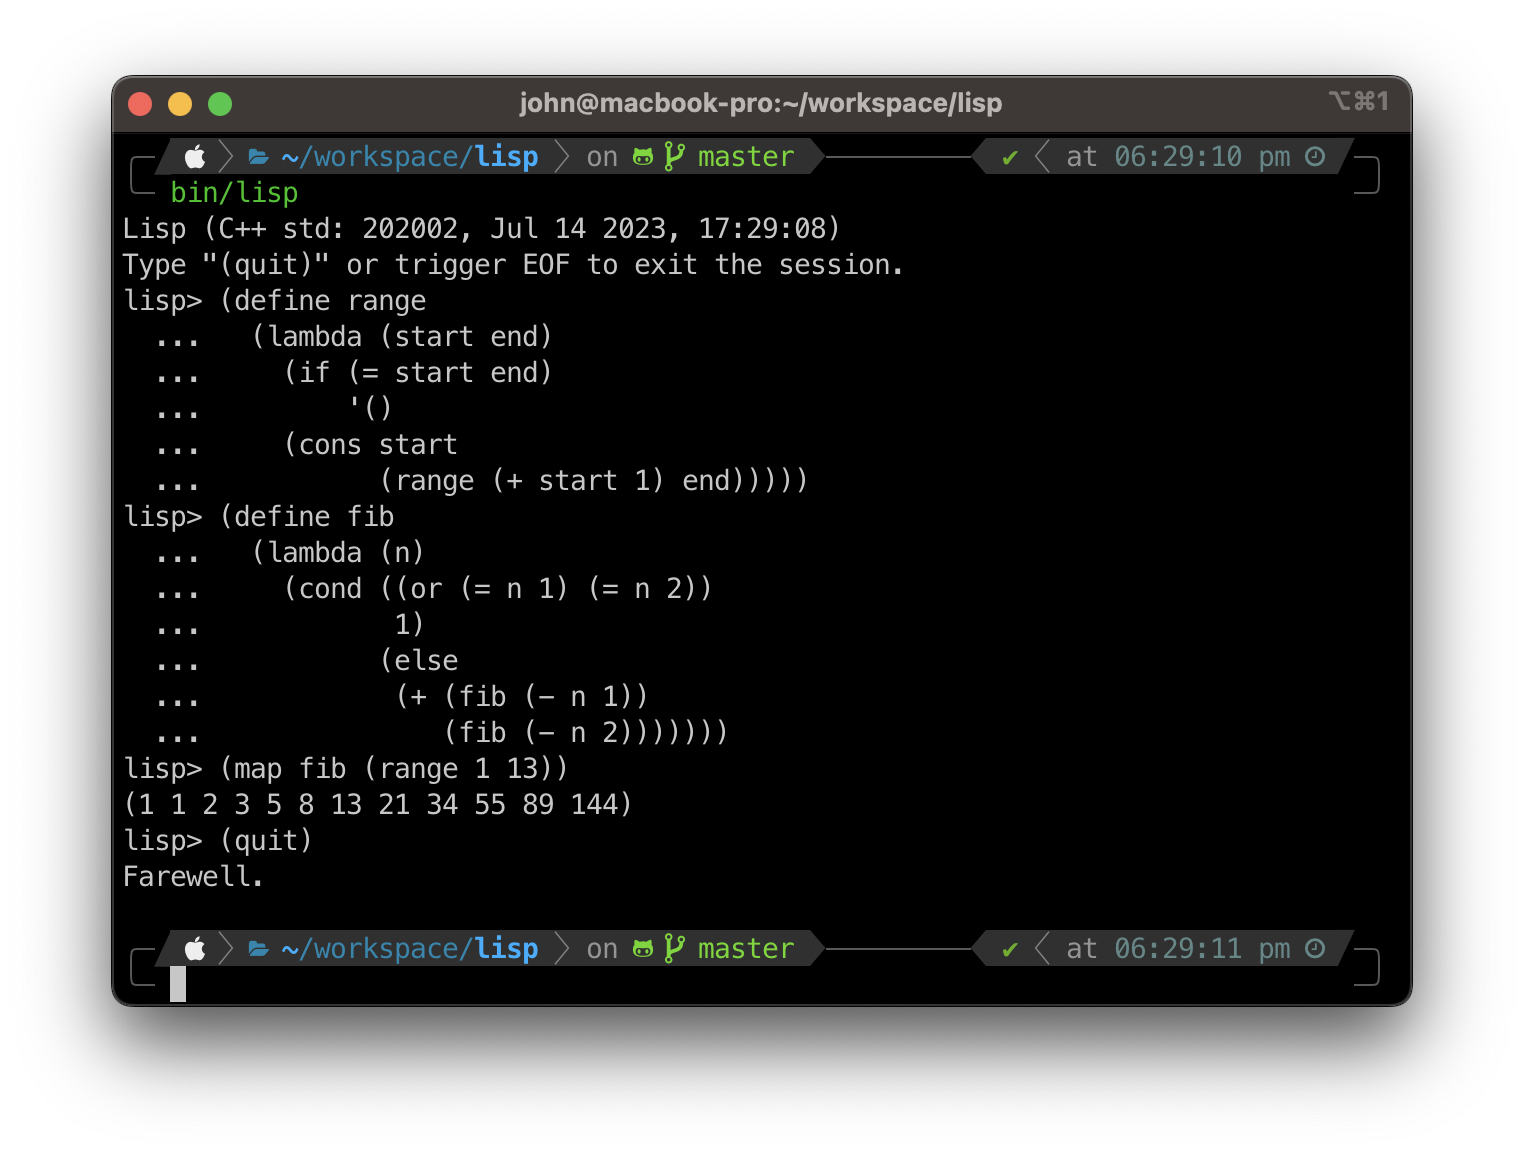 john@macbook-pro:~/workspace/lisp ⌥⌘1
~/workspace/lisp on master ✔ at 06:29:10 pm
bin/lisp
Lisp (C++ std: 202002, Jul 14 2023, 17:29:08)
Type "(quit)" or trigger EOF to exit the session.
lisp> (define range
  ...   (lambda (start end)
  ...     (if (= start end)
  ...         '()
  ...     (cons start
  ...           (range (+ start 1) end)))))
lisp> (define fib
  ...   (lambda (n)
  ...     (cond ((or (= n 1) (= n 2))
  ...            1)
  ...           (else
  ...            (+ (fib (- n 1))
  ...               (fib (- n 2)))))))
lisp> (map fib (range 1 13))
(1 1 2 3 5 8 13 21 34 55 89 144)
lisp> (quit)
Farewell.
~/workspace/lisp on master ✔ at 06:29:11 pm